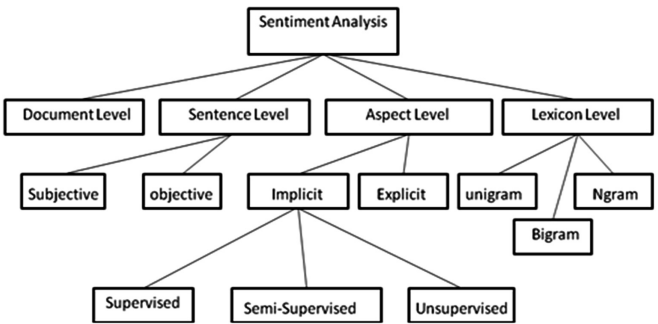 Sentiment Analysis
Document Level
Sentence Level
Aspect Level
Lexicon Level
Subjective
objective
Implicit
Explicit
unigram
Ngram
Bigram
Supervised
Semi-Supervised
Unsupervised